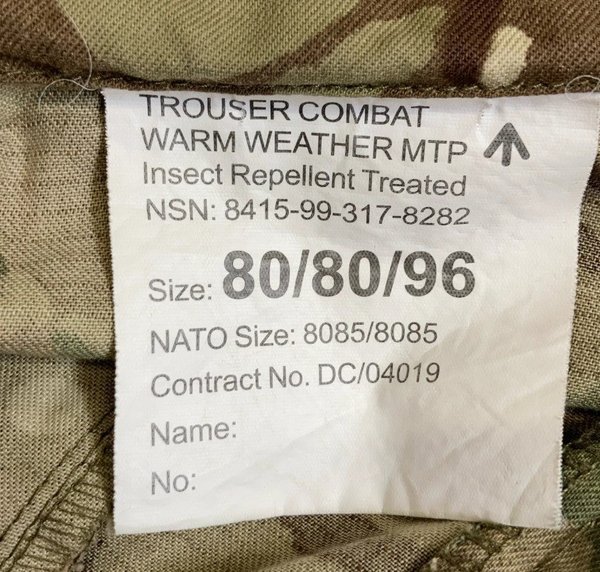 TROUSER COMBAT
WARM WEATHER MTP
Insect Repellent Treated
NSN: 8415-99-317-8282
Size: 80/80/96
NATO Size: 8085/8085
Contract No. DC/04019
Name:
No: